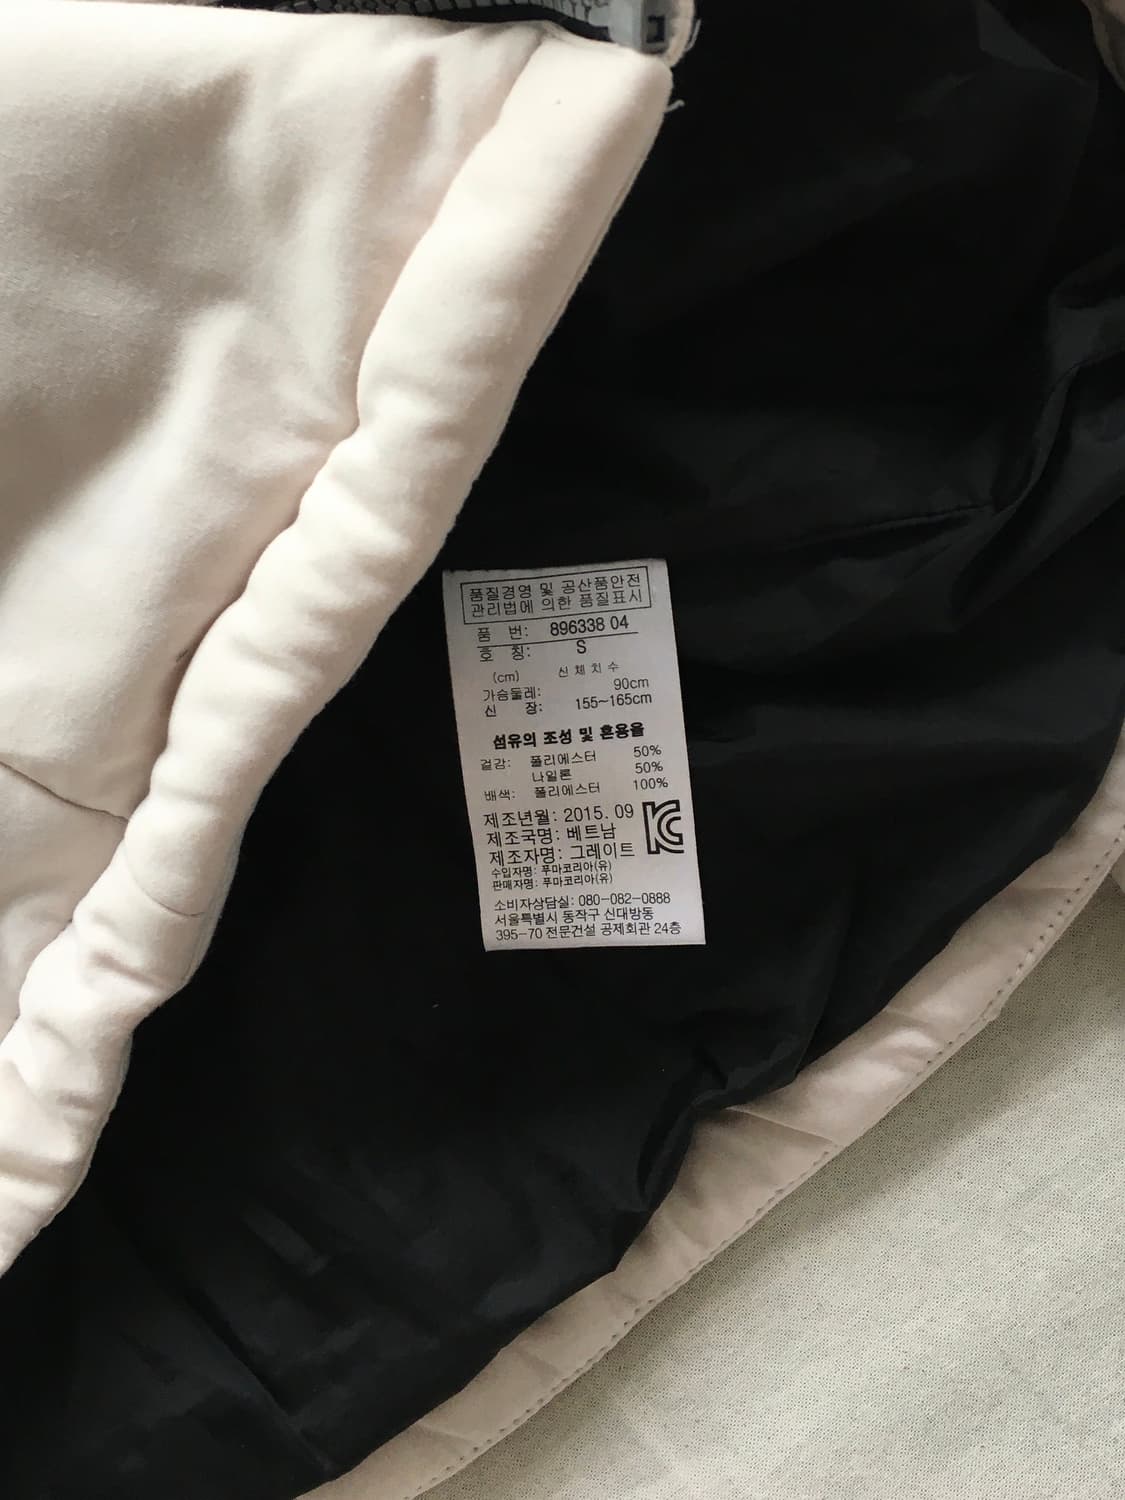 품질경영 및 공산품안전
관리법에 의한 품질표시
품 번: 896338 04
호 칭: S
(cm) 신체치수
가슴둘레: 90cm
신 장: 155~165cm
섬유의 조성 및 혼용율
겉감: 폴리에스터 50%
나일론 50%
배색: 폴리에스터 100%
제조년월: 2015. 09
제조국명: 베트남
제조자명: 그레이트
수입자명: 푸마코리아(유)
판매자명: 푸마코리아(유)
소비자상담실: 080-082-0888
서울특별시 동작구 신대방동
395-70 전문건설 공제회관 24층